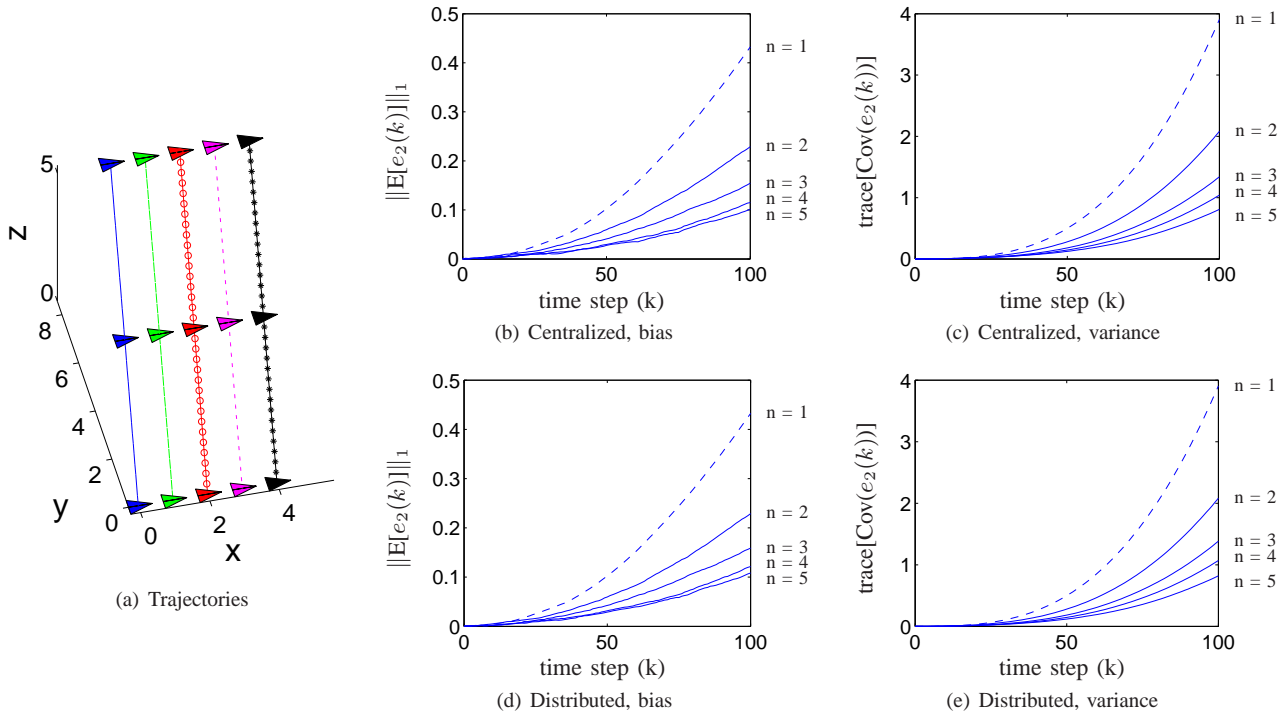 5
z
0
8
6
4
2
0
y
0
2
4
x
(a) Trajectories
0.5
0.4
0.3
0.2
0.1
0
||E[e₂(k)]||₁
0
50
100
time step (k)
n = 1
n = 2
n = 3
n = 4
n = 5
(b) Centralized, bias
4
3
2
1
0
trace[Cov(e₂(k))]
0
50
100
time step (k)
n = 1
n = 2
n = 3
n = 4
n = 5
(c) Centralized, variance
0.5
0.4
0.3
0.2
0.1
0
||E[e₂(k)]||₁
0
50
100
time step (k)
n = 1
n = 2
n = 3
n = 4
n = 5
(d) Distributed, bias
4
3
2
1
0
trace[Cov(e₂(k))]
0
50
100
time step (k)
n = 1
n = 2
n = 3
n = 4
n = 5
(e) Distributed, variance